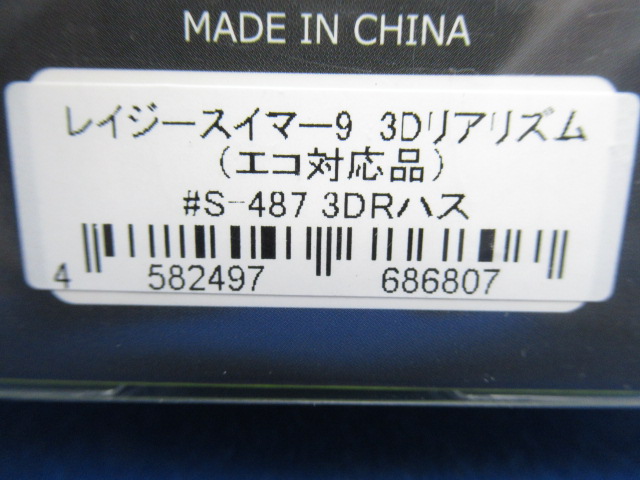 MADE IN CHINA
レイジースイマー9 3Dリアリズム
（エコ対応品）
#S-487 3DRハス
4 582497 686807